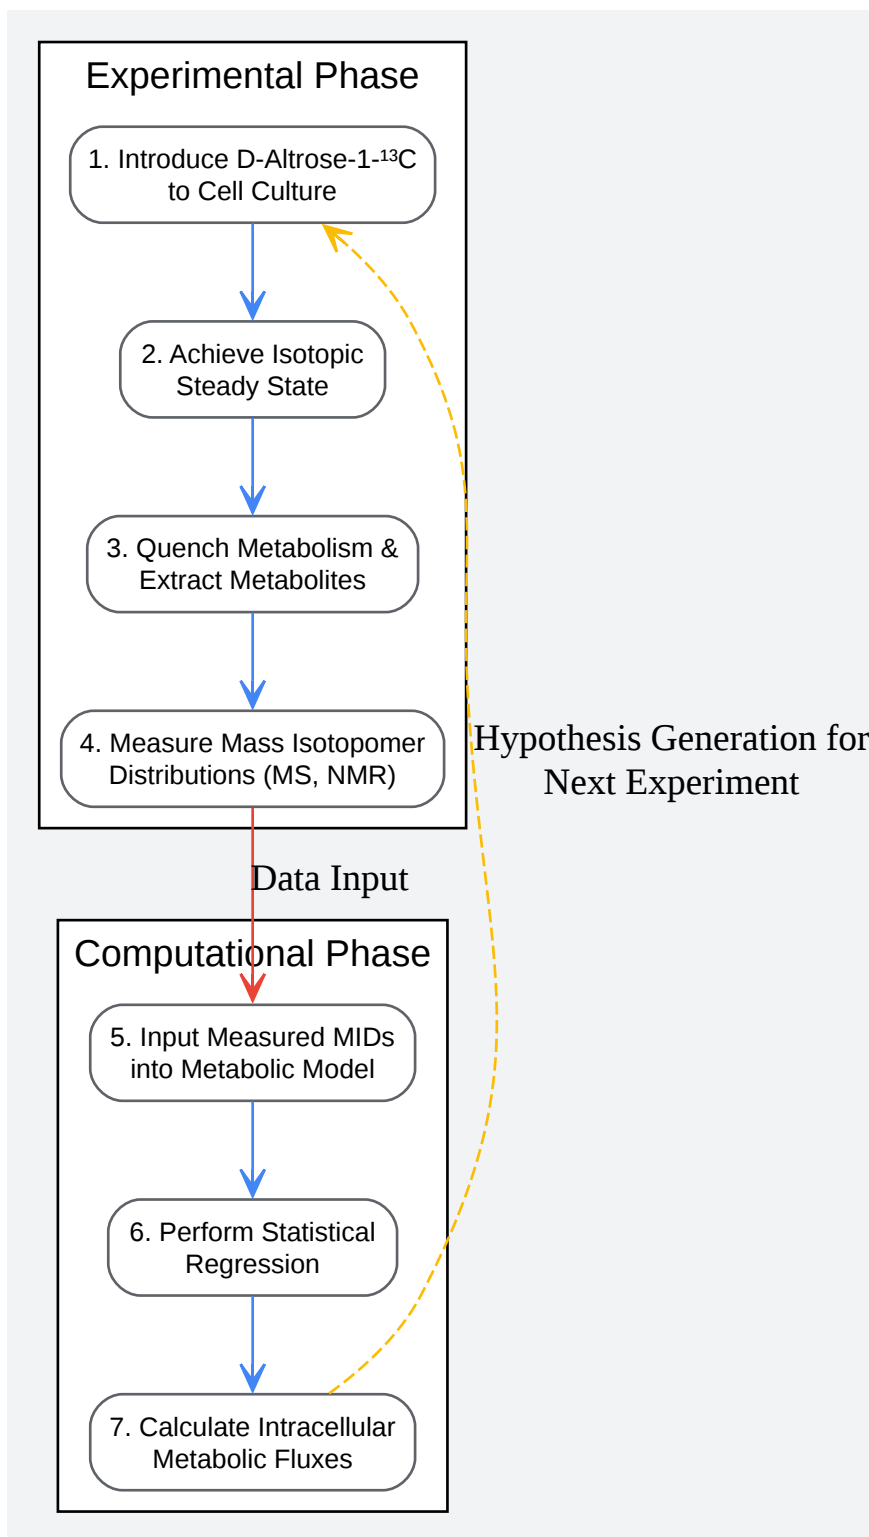 Experimental Phase
1. Introduce D-Altrose-1-¹³C
to Cell Culture
2. Achieve Isotopic
Steady State
3. Quench Metabolism &
Extract Metabolites
4. Measure Mass Isotopomer
Distributions (MS, NMR)
Hypothesis Generation for
Next Experiment
Data Input
Computational Phase
5. Input Measured MIDs
into Metabolic Model
6. Perform Statistical
Regression
7. Calculate Intracellular
Metabolic Fluxes